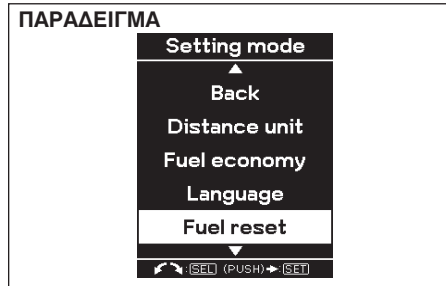 ΠΑΡΑΔΕΙΓΜΑ
Setting mode
Back
Distance unit
Fuel economy
Language
Fuel reset
:SEL (PUSH)➔:SET